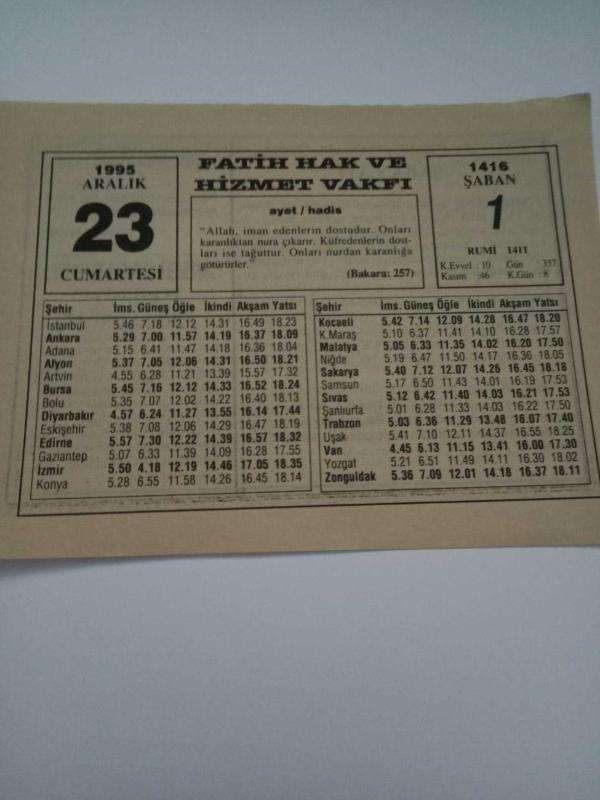 1995
ARALIK
23
CUMARTESİ
FATİH HAK VE
HİZMET VAKFI
ayet / hadis
"Allah, iman edenlerin dostudur. Onları
karanlıktan nura çıkarır. Küfredenlerin dost-
ları ise tağuttur. Onları nurdan karanlığa
götürürler."
(Bakara: 257)
1416
ŞABAN
1
RUMİ 1411
K.Evvel : 10 Gün : 357
Kasım : 46 K.Gün : 8
Şehir İms. Güneş Öğle İkindi Akşam Yatsı
İstanbul 5.46 7.18 12.12 14.31 16.49 18.23
Ankara 5.29 7.00 11.57 14.19 16.37 18.09
Adana 5.15 6.41 11.47 14.18 16.36 18.04
Afyon 5.37 7.05 12.06 14.31 16.50 18.21
Artvin 4.55 6.28 11.21 13.39 15.57 17.32
Bursa 5.45 7.16 12.12 14.33 16.52 18.24
Bolu 5.35 7.07 12.02 14.22 16.40 18.13
Diyarbakır 4.57 6.24 11.27 13.55 16.14 17.44
Eskişehir 5.38 7.08 12.06 14.29 16.47 18.19
Edirne 5.57 7.30 12.22 14.39 16.57 18.32
Gaziantep 5.07 6.33 11.39 14.09 16.28 17.55
İzmir 5.50 4.18 12.19 14.46 17.05 18.35
Konya 5.28 6.55 11.58 14.26 16.45 18.14
Şehir İms. Güneş Öğle İkindi Akşam Yatsı
Kocaeli 5.42 7.14 12.09 14.28 16.47 18.20
K.Maraş 5.10 6.37 11.41 14.10 16.28 17.57
Malatya 5.05 6.33 11.35 14.02 16.20 17.50
Niğde 5.19 6.47 11.50 14.17 16.36 18.05
Sakarya 5.40 7.12 12.07 14.26 16.45 18.18
Samsun 5.17 6.50 11.43 14.01 16.19 17.53
Sıvas 5.12 6.42 11.40 14.03 16.21 17.53
Şanlıurfa 5.01 6.28 11.33 14.03 16.22 17.50
Trabzon 5.03 6.36 11.29 13.48 16.07 17.40
Uşak 5.41 7.10 12.11 14.37 16.55 18.25
Van 4.45 6.13 11.15 13.41 16.00 17.30
Yozgat 5.21 6.51 11.49 14.11 16.30 18.02
Zonguldak 5.36 7.09 12.01 14.18 16.37 18.11